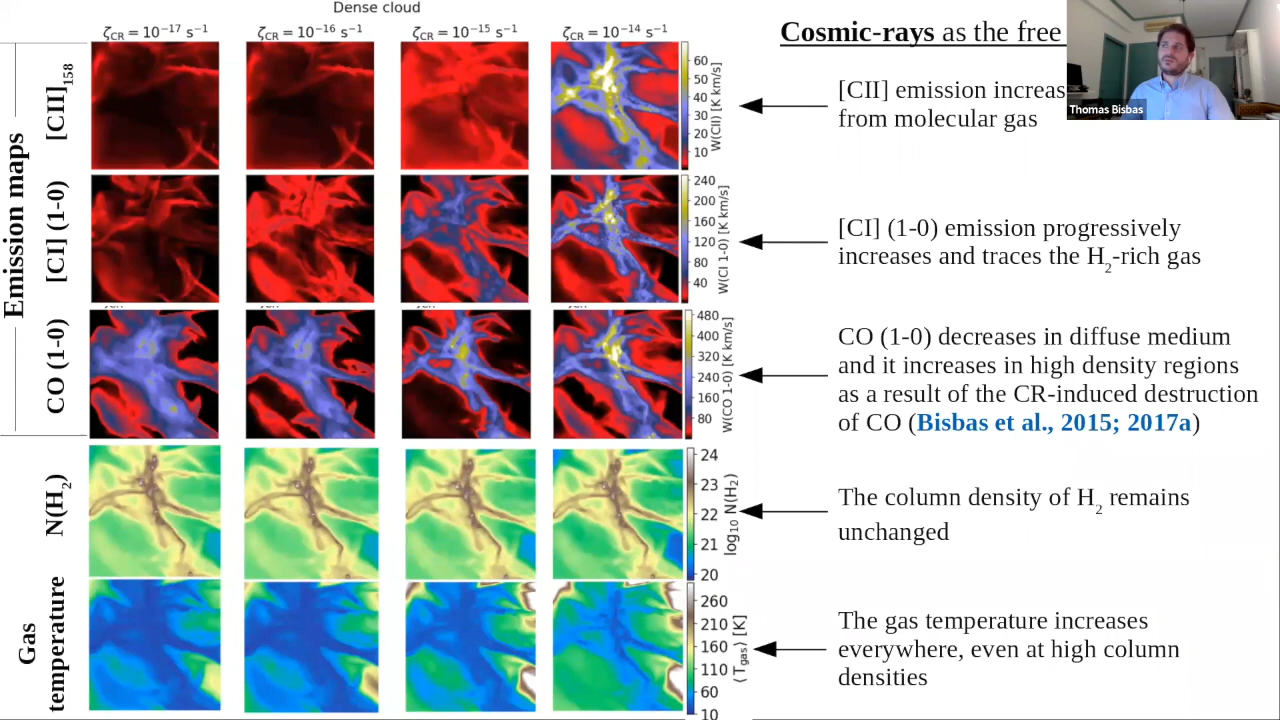 Dense cloud
ζCR = 10⁻¹⁷ s⁻¹
ζCR = 10⁻¹⁶ s⁻¹
ζCR = 10⁻¹⁵ s⁻¹
ζCR = 10⁻¹⁴ s⁻¹
Cosmic-rays as the free
Thomas Bisbas
Emission maps
[CII]158
60
50
40
30
20
10
W(CII) [K km/s]
[CII] emission increas
from molecular gas
[CI] (1-0)
240
200
160
120
80
40
W(CI 1-0) [K km/s]
[CI] (1-0) emission progressively
increases and traces the H₂-rich gas
CO (1-0)
480
400
320
240
160
80
W(CO 1-0) [K km/s]
CO (1-0) decreases in diffuse medium
and it increases in high density regions
as a result of the CR-induced destruction
of CO (Bisbas et al., 2015; 2017a)
N(H₂)
24
23
22
21
20
log₁₀ N(H₂)
The column density of H₂ remains
unchanged
Gas
temperature
260
210
160
110
60
10
⟨Tgas⟩ [K]
The gas temperature increases
everywhere, even at high column
densities